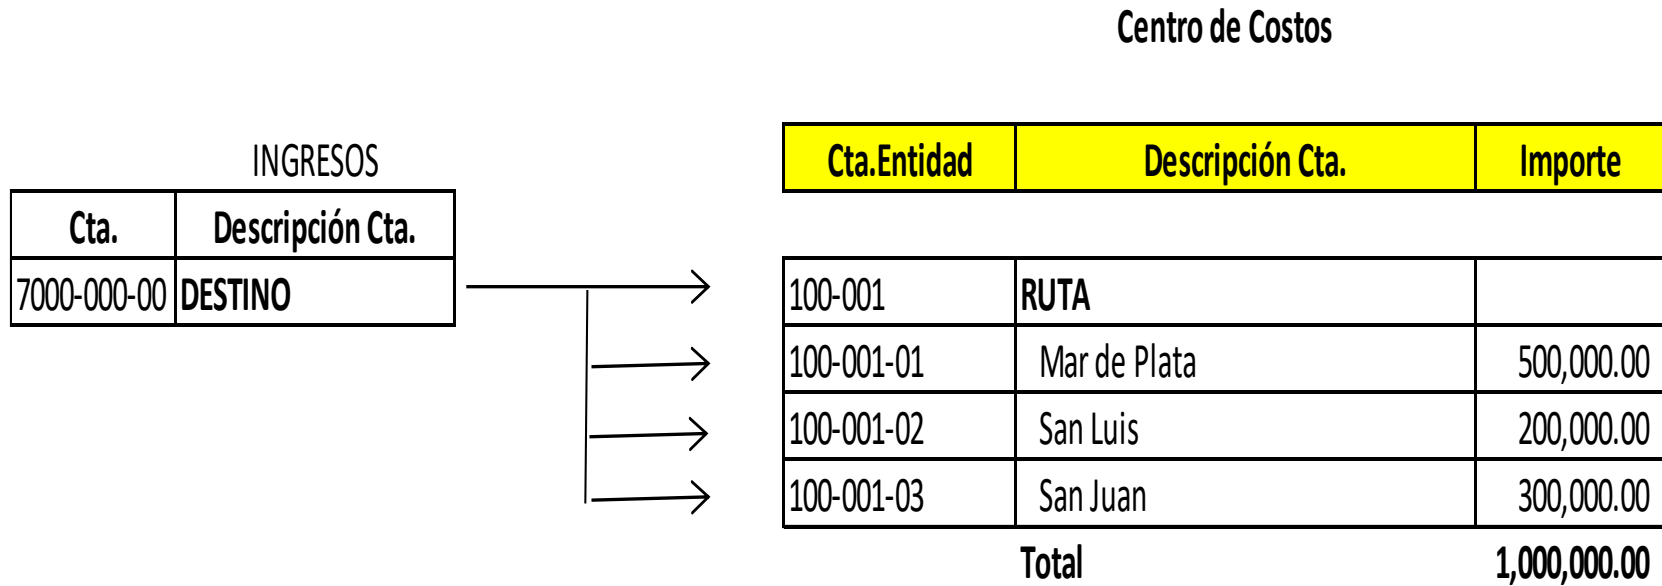 Centro de Costos
INGRESOS
Cta. Descripción Cta.
7000-000-00 DESTINO
Cta.Entidad Descripción Cta. Importe
100-001 RUTA
100-001-01 Mar de Plata 500,000.00
100-001-02 San Luis 200,000.00
100-001-03 San Juan 300,000.00
Total 1,000,000.00